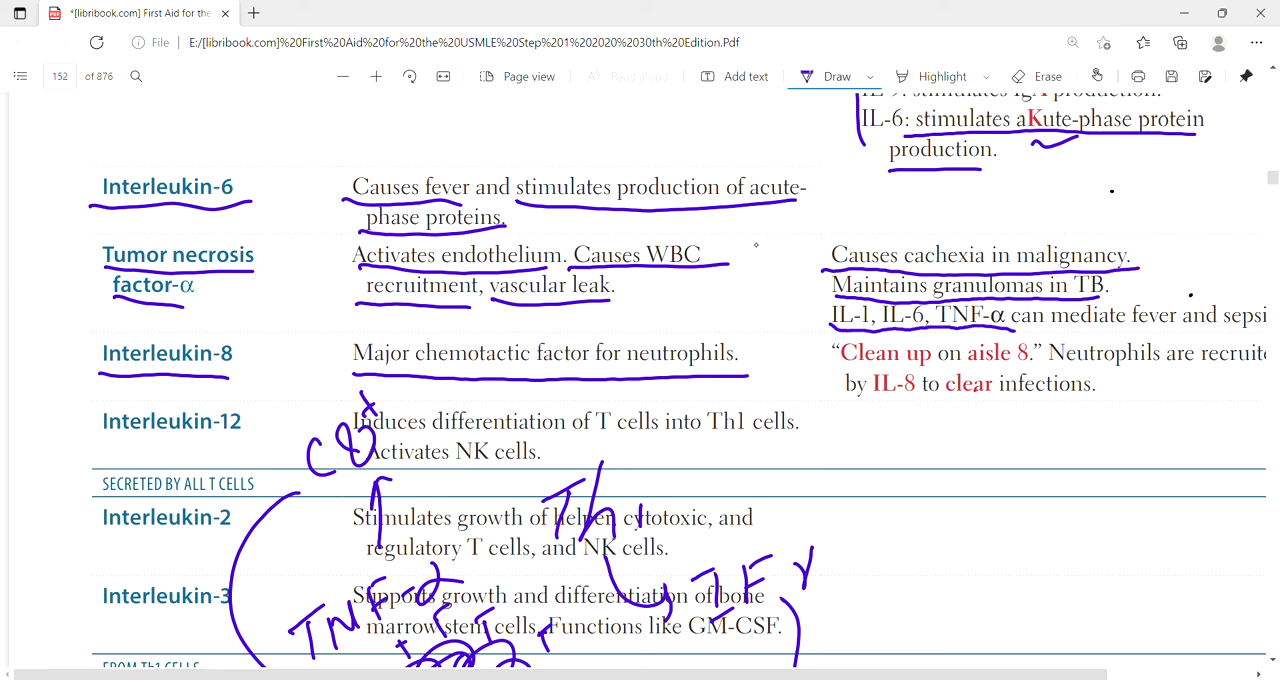 *[libribook.com] First Aid for the
File E:/[libribook.com]%20First%20Aid%20for%20the%20USMLE%20Step%201%202020%2030th%20Edition.Pdf
152 of 876 Page view Read aloud Add text Draw Highlight Erase
IL-6: stimulates aKute-phase protein
production.
Interleukin-6 Causes fever and stimulates production of acute-
phase proteins.
Tumor necrosis Activates endothelium. Causes WBC Causes cachexia in malignancy.
factor-α recruitment, vascular leak. Maintains granulomas in TB.
IL-1, IL-6, TNF-α can mediate fever and sepsi
Interleukin-8 Major chemotactic factor for neutrophils. "Clean up on aisle 8." Neutrophils are recruite
by IL-8 to clear infections.
Interleukin-12 Induces differentiation of T cells into Th1 cells.
Activates NK cells.
CD8+
SECRETED BY ALL T CELLS
Th1
Interleukin-2 Stimulates growth of helper, cytotoxic, and
regulatory T cells, and NK cells.
IFγ
Interleukin-3 Supports growth and differentiation of bone
marrow stem cells. Functions like GM-CSF.
TNF-α
FROM Th1 CELLS